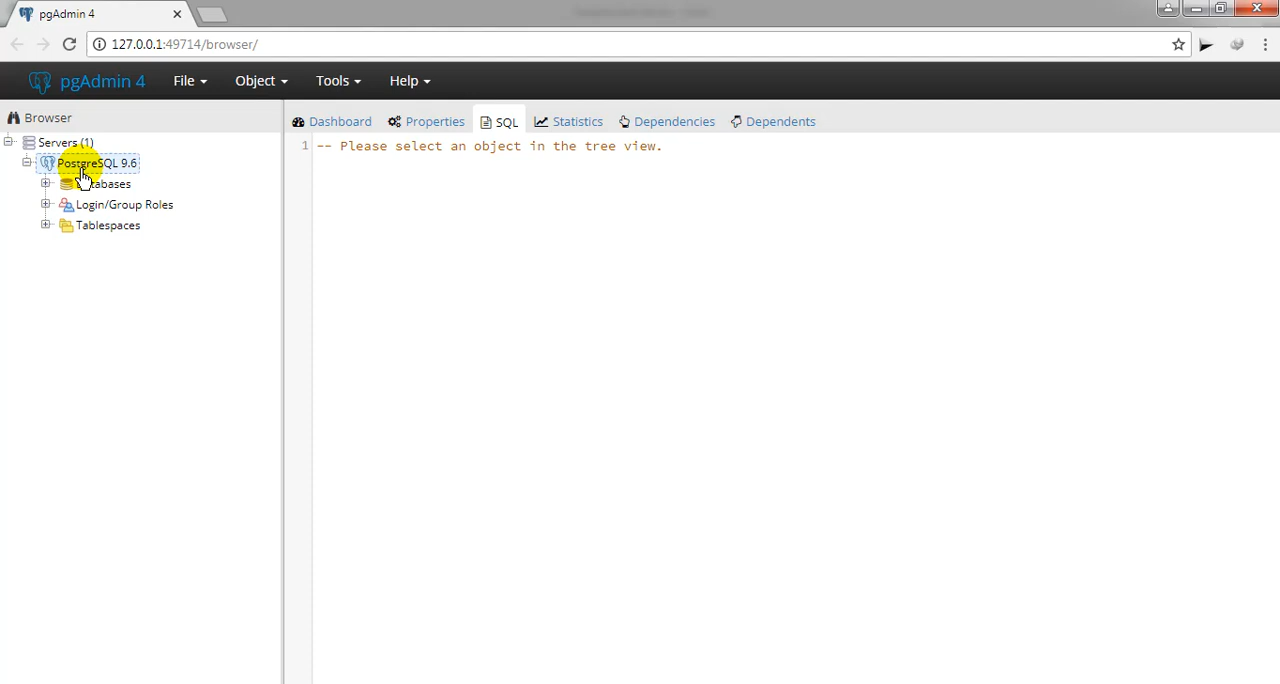 pgAdmin 4
127.0.0.1:49714/browser/
pgAdmin 4 File Object Tools Help
Browser
Dashboard Properties SQL Statistics Dependencies Dependents
Servers (1)
PostgreSQL 9.6
Login/Group Roles
Tablespaces
1 -- Please select an object in the tree view.